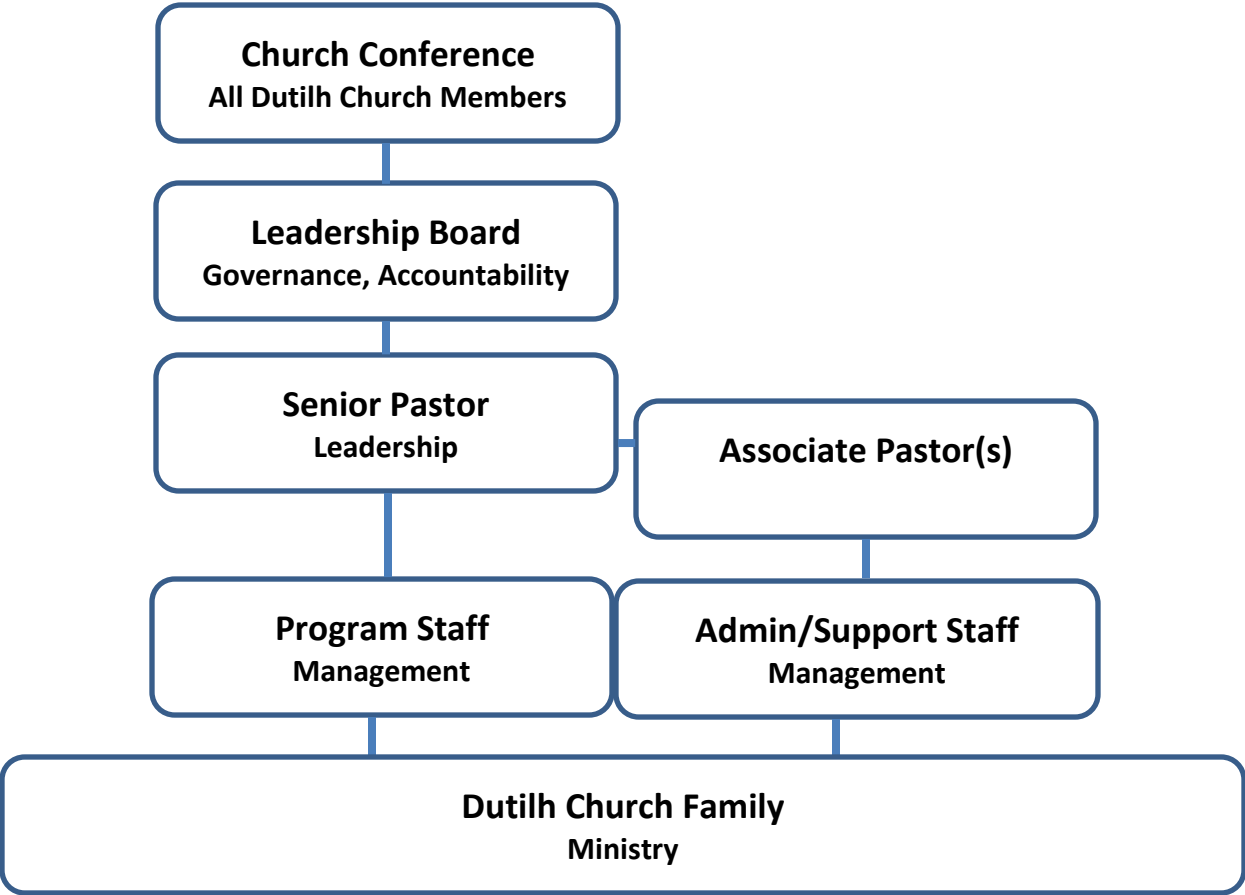 Church Conference
All Dutilh Church Members
Leadership Board
Governance, Accountability
Senior Pastor
Leadership
Associate Pastor(s)
Program Staff
Management
Admin/Support Staff
Management
Dutilh Church Family
Ministry